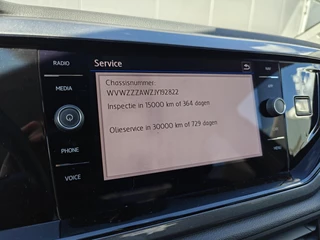 RADIO
Service
MEDIA
Chassisnummer:
WVWZZZAWZJY192822
Inspectie in 15000 km of 364 dagen
Olieservice in 30000 km of 729 dagen
PHONE
VOICE